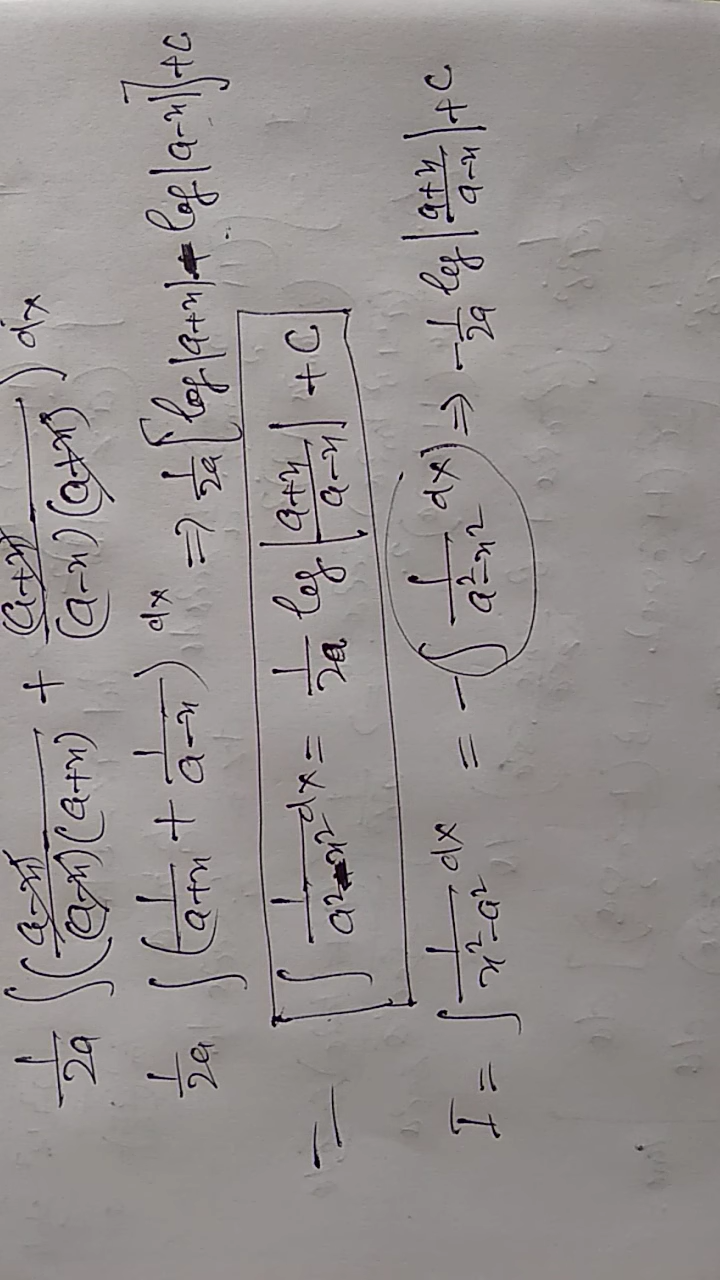 1/2a ∫ ( (a-x)/((a-x)(a+x)) + (a+x)/((a-x)(a+x)) ) dx
1/2a ∫ ( 1/(a+x) + 1/(a-x) ) dx ⇒ 1/2a [ log|a+x| - log|a-x| ] + C
= ∫ 1/(a²-x²) dx = 1/2a log | (a+x)/(a-x) | + C
I = ∫ 1/(x²-a²) dx = - ∫ 1/(a²-x²) dx ⇒ - 1/2a log | (a+x)/(a-x) | + C